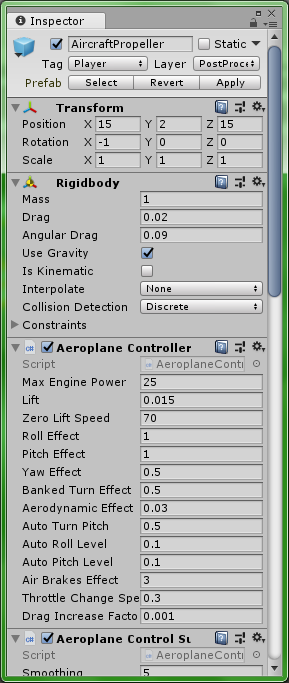 Inspector
AircraftPropeller Static
Tag Player Layer PostProce
Prefab Select Revert Apply
Transform
Position X 15 Y 2 Z 15
Rotation X -1 Y 0 Z 0
Scale X 1 Y 1 Z 1
Rigidbody
Mass 1
Drag 0.02
Angular Drag 0.09
Use Gravity
Is Kinematic
Interpolate None
Collision Detection Discrete
Constraints
C# Aeroplane Controller
Script AeroplaneContr
Max Engine Power 25
Lift 0.015
Zero Lift Speed 70
Roll Effect 1
Pitch Effect 1
Yaw Effect 0.5
Banked Turn Effect 0.5
Aerodynamic Effect 0.03
Auto Turn Pitch 0.5
Auto Roll Level 0.1
Auto Pitch Level 0.1
Air Brakes Effect 3
Throttle Change Spe 0.3
Drag Increase Facto 0.001
C# Aeroplane Control Su
Script AeroplaneContr
Smoothing 5